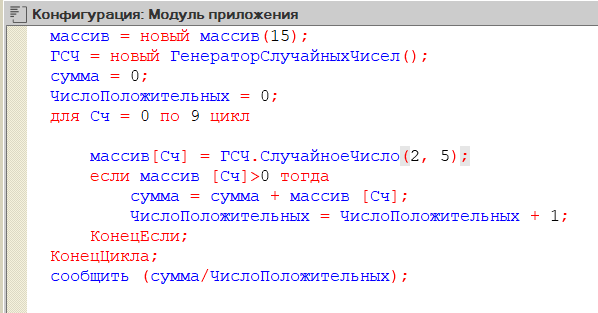 Конфигурация: Модуль приложения
массив = новый массив(15);
ГСЧ = новый ГенераторСлучайныхЧисел();
сумма = 0;
ЧислоПоложительных = 0;
для Сч = 0 по 9 цикл
массив[Сч] = ГСЧ.СлучайноеЧисло(2, 5);
если массив [Сч]>0 тогда
сумма = сумма + массив [Сч];
ЧислоПоложительных = ЧислоПоложительных + 1;
КонецЕсли;
КонецЦикла;
сообщить (сумма/ЧислоПоложительных);